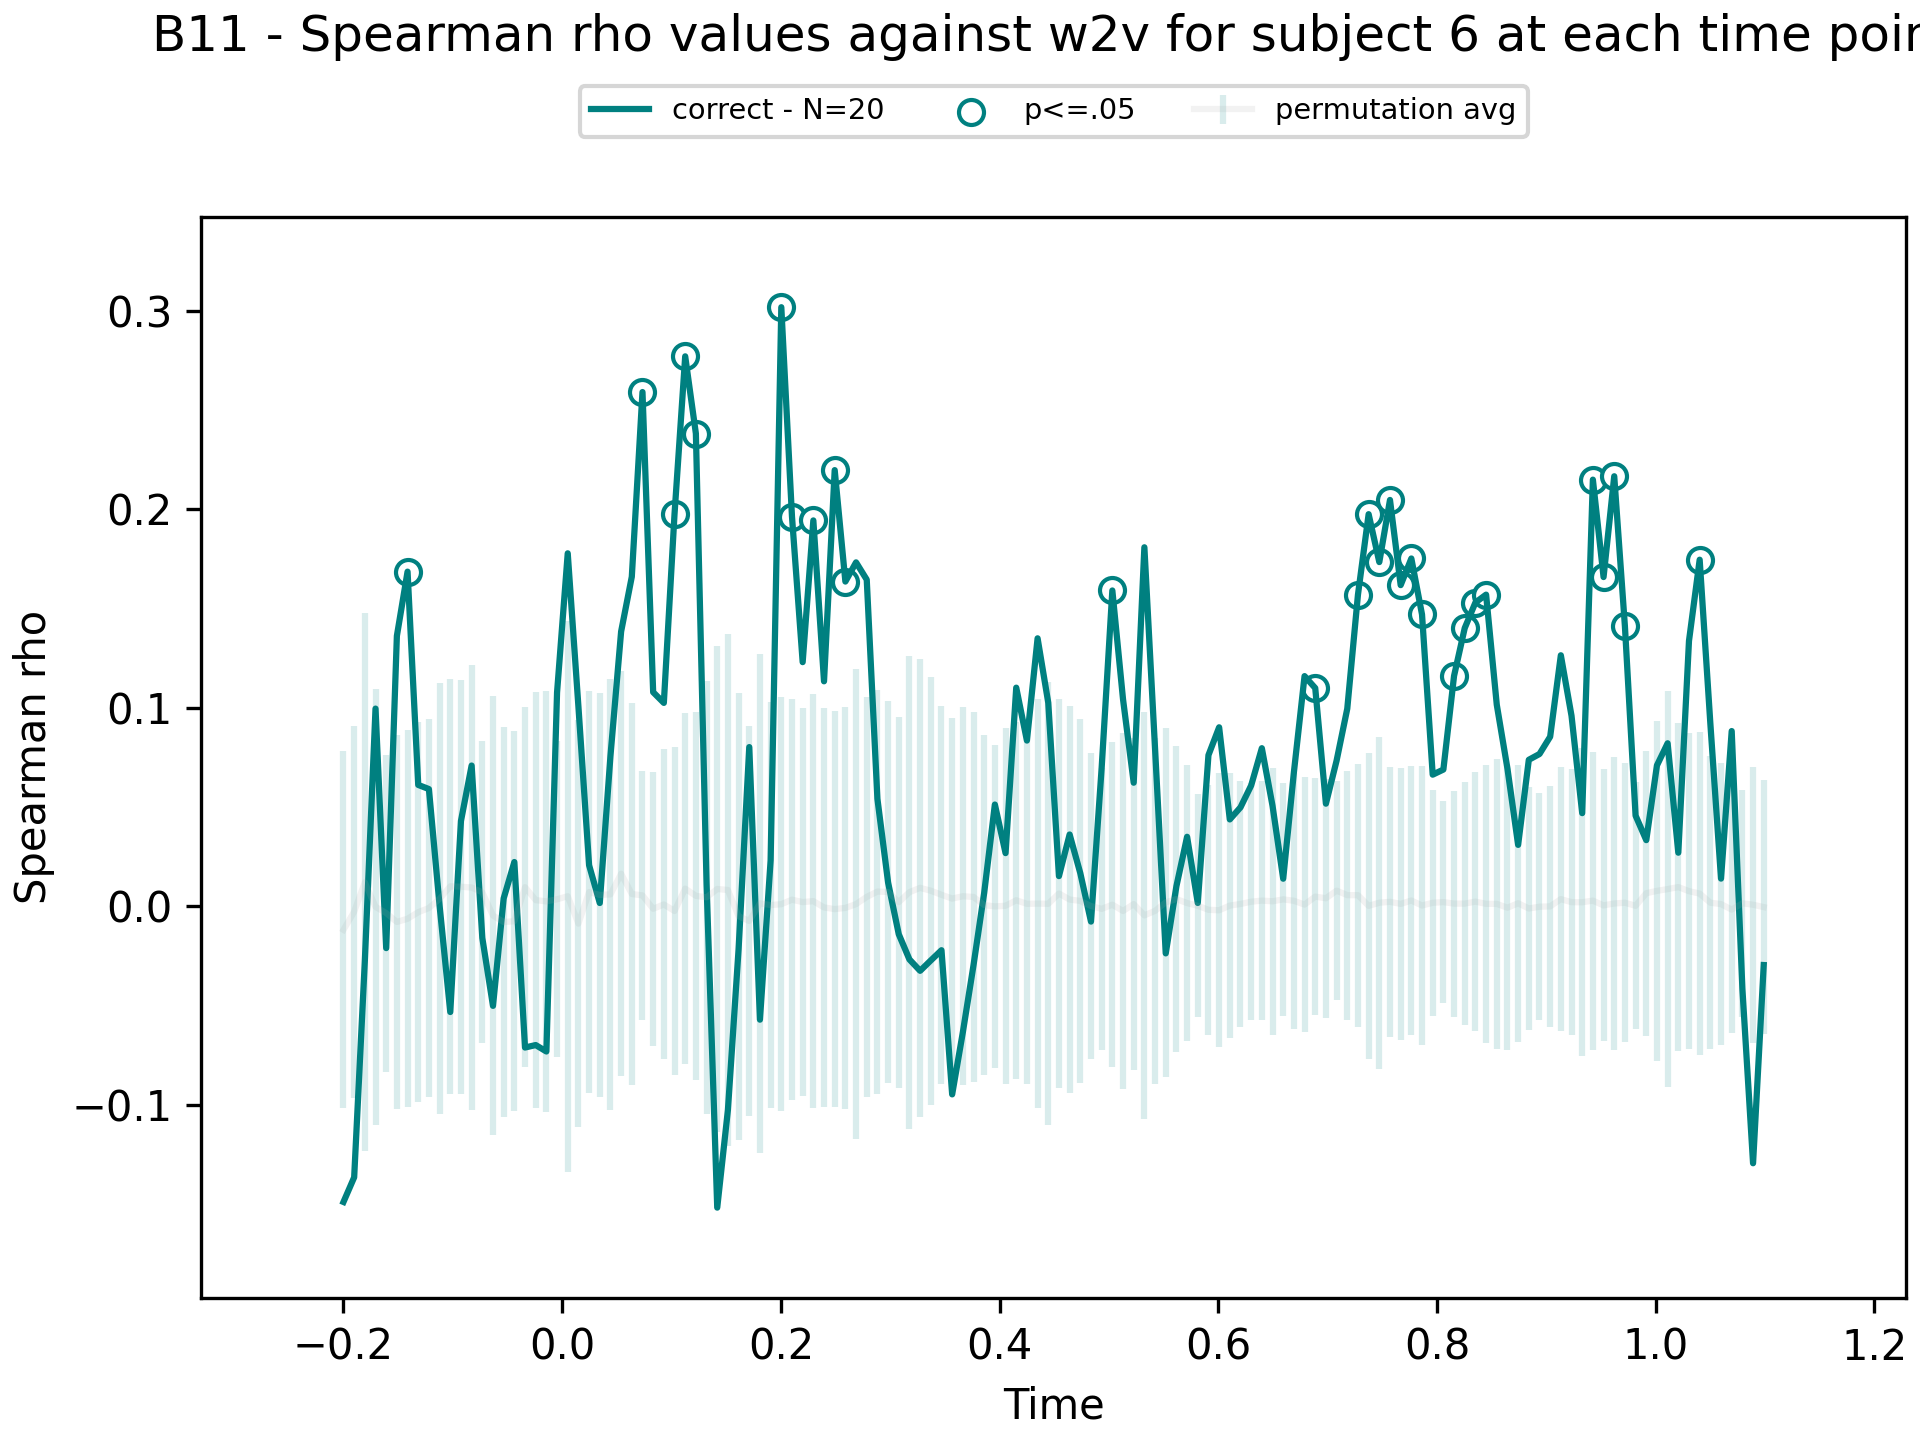 B11 - Spearman rho values against w2v for subject 6 at each time
correct - N=20 p<=.05 permutation avg
Spearman rho
0.3
0.2
0.1
0.0
−0.1
−0.2 0.0 0.2 0.4 0.6 0.8 1.0 1.2
Time